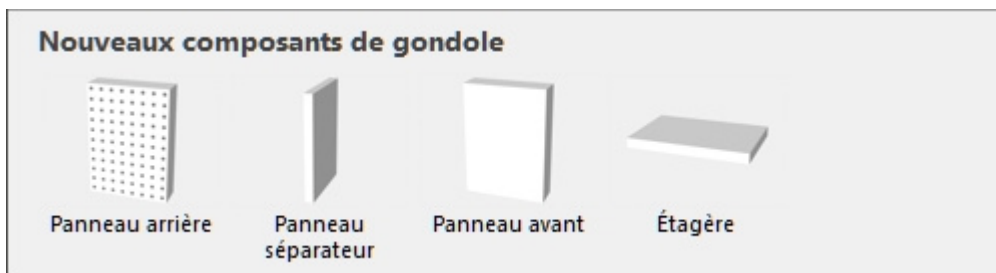 Nouveaux composants de gondole
Panneau arrière
Panneau séparateur
Panneau avant
Étagère